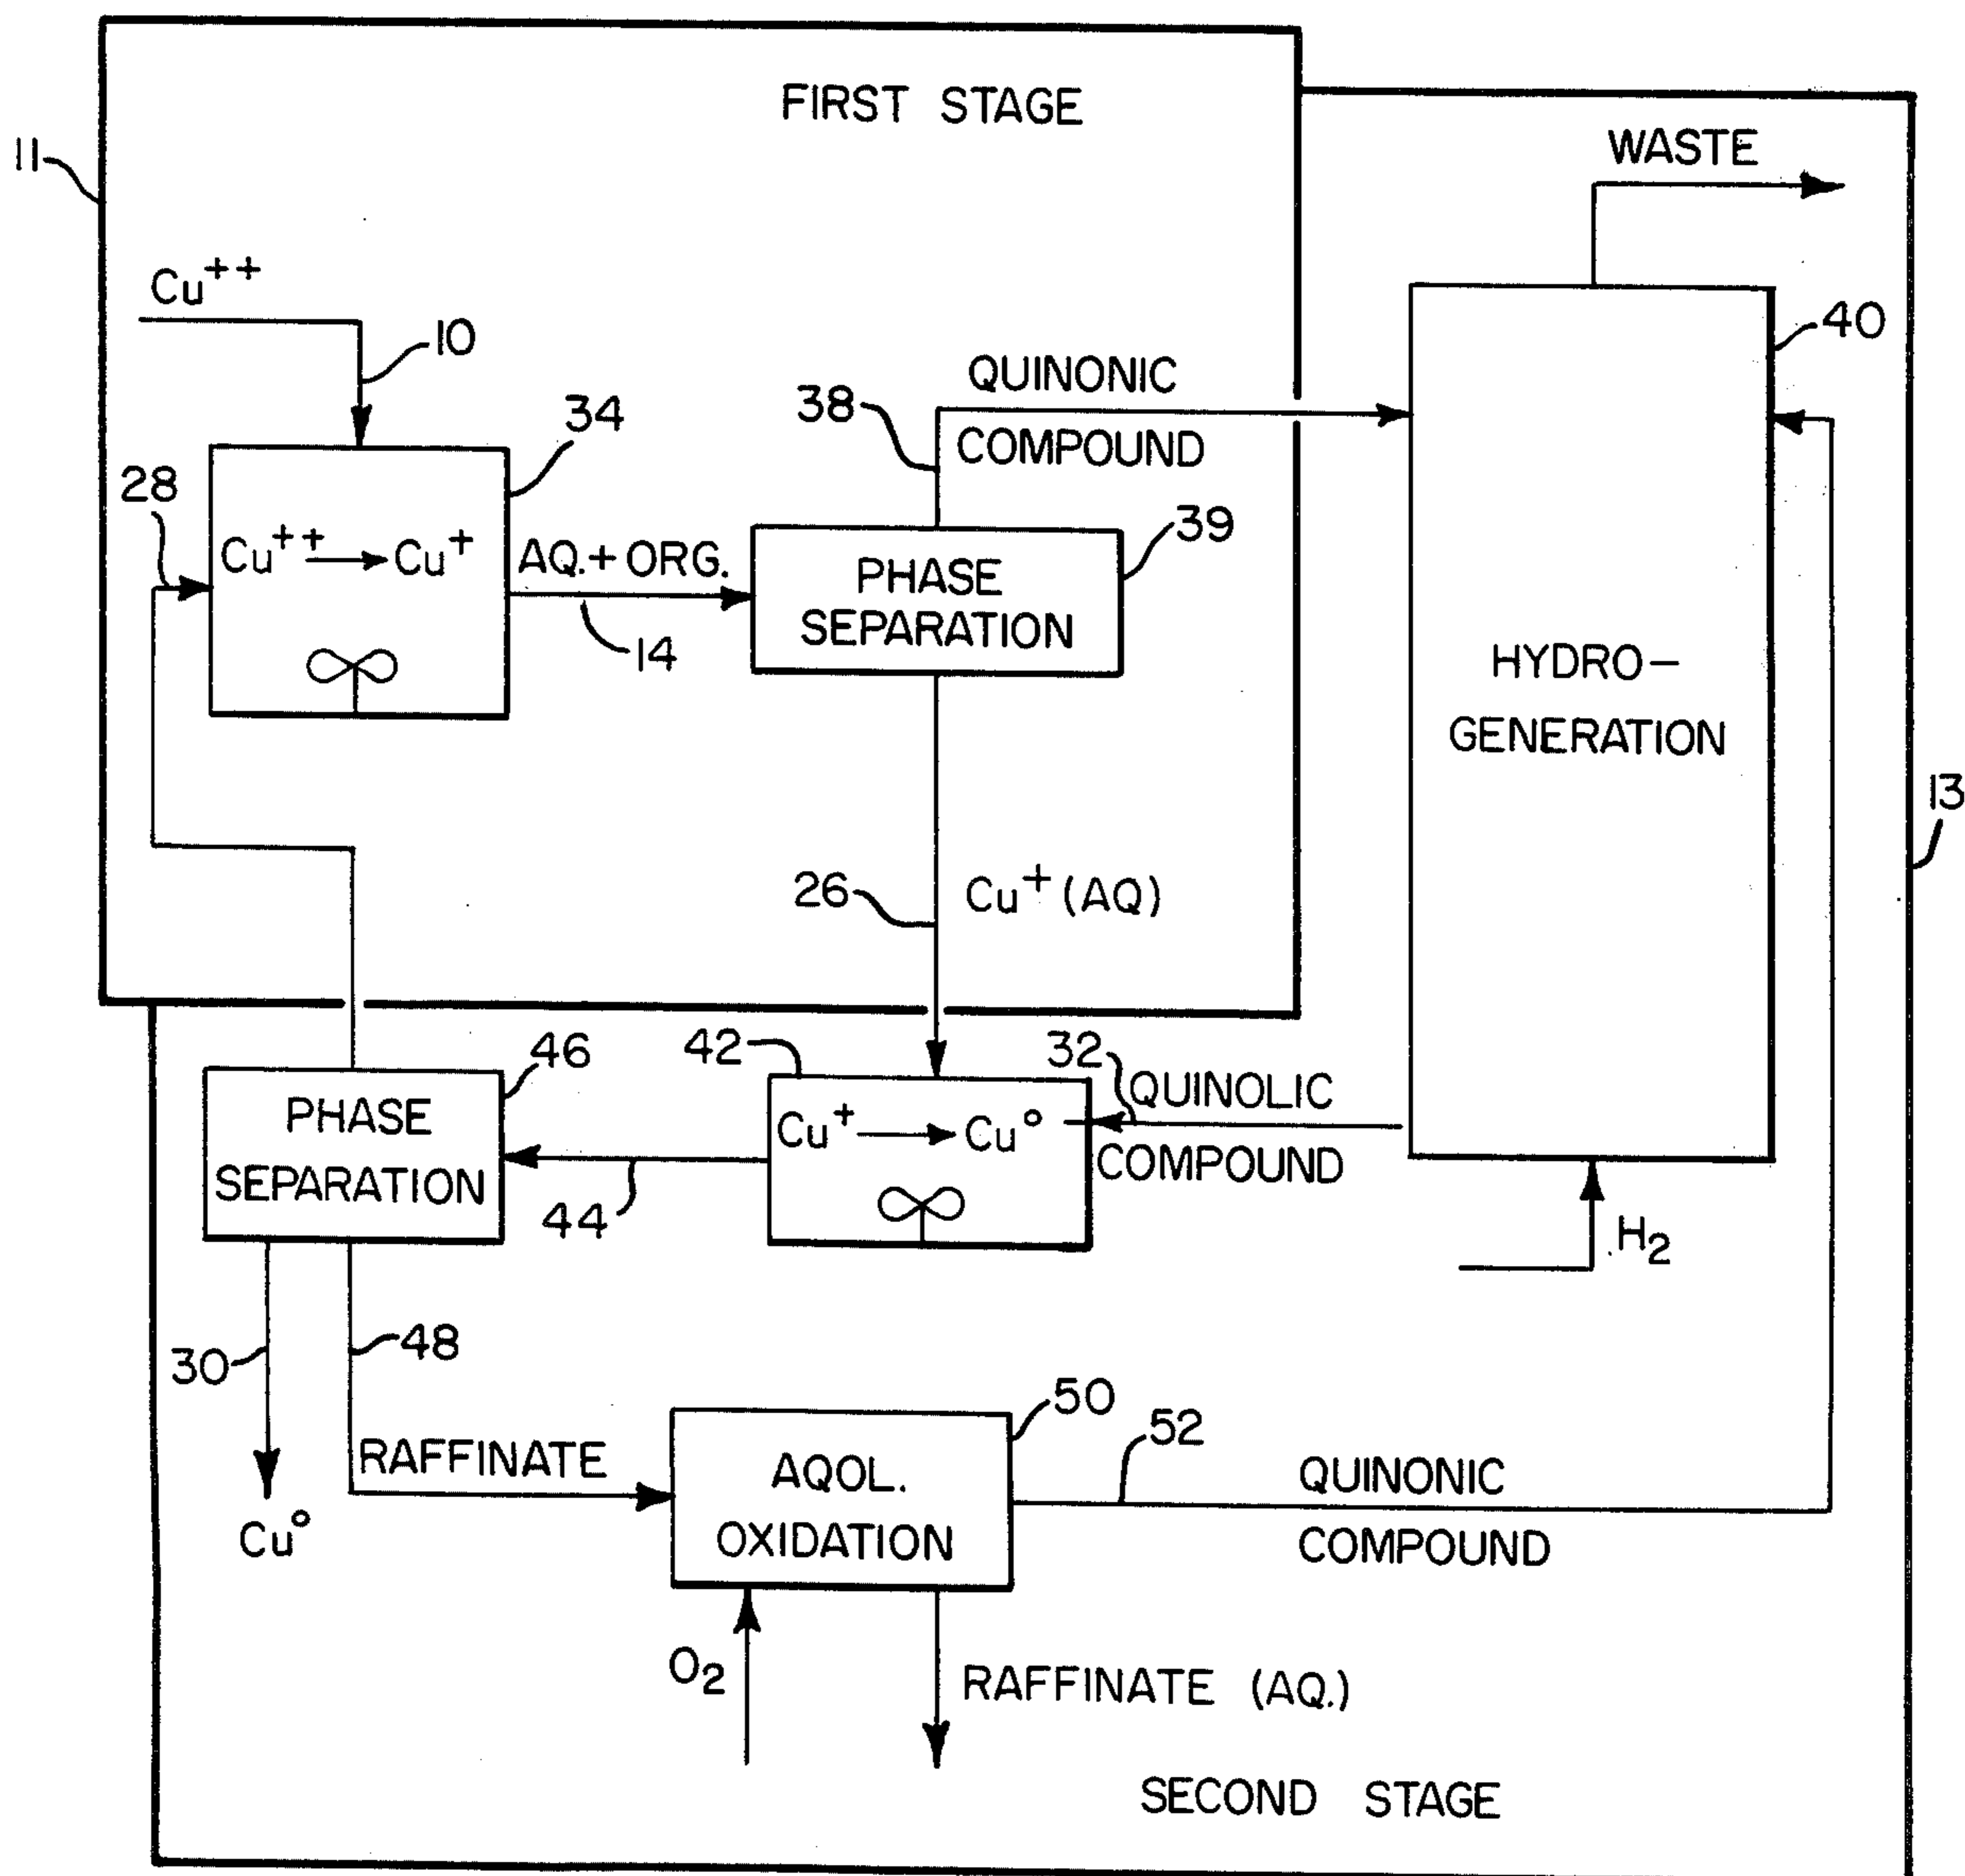 FIRST STAGE
11
WASTE
Cu++
10
40
34
38
QUINONIC
COMPOUND
28
39
Cu++ → Cu+
AQ.+ ORG.
PHASE
SEPARATION
14
HYDRO-
GENERATION
13
26
Cu+ (AQ)
46
42
32
QUINOLIC
COMPOUND
PHASE
SEPARATION
Cu+ → Cu°
44
H2
30
48
50
52
RAFFINATE
AQOL.
OXIDATION
QUINONIC
COMPOUND
Cu°
O2
RAFFINATE (AQ.)
SECOND STAGE